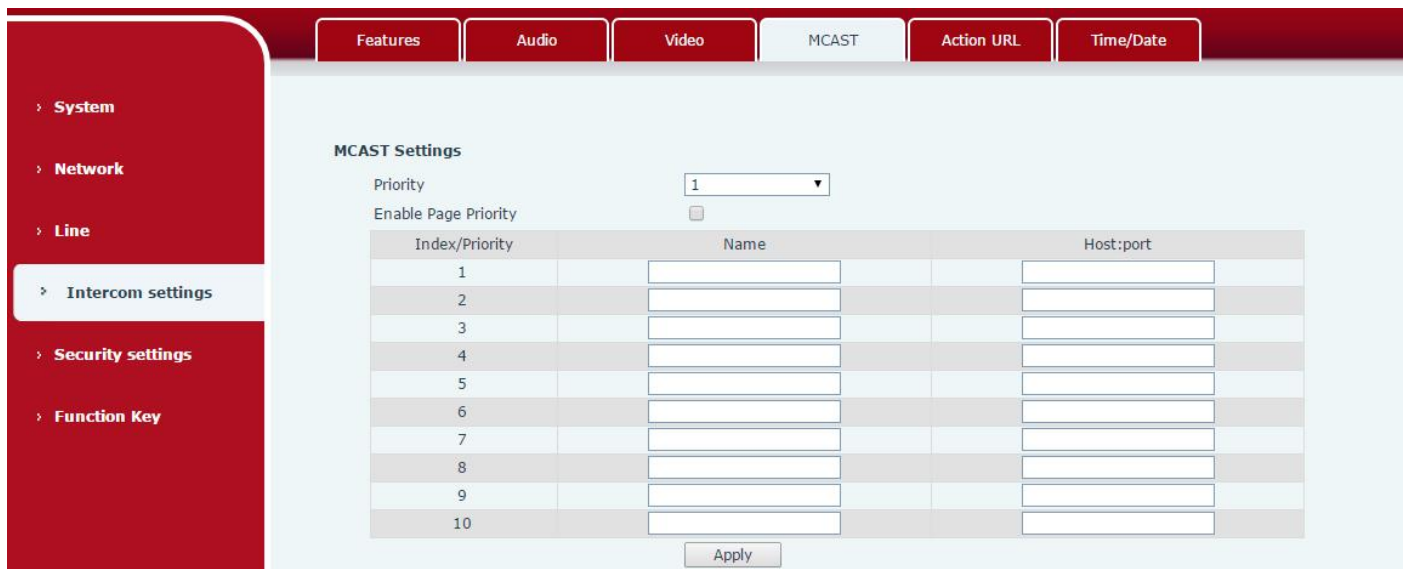 Features Audio Video MCAST Action URL Time/Date
› System
› Network
› Line
› Intercom settings
› Security settings
› Function Key
MCAST Settings
Priority 1
Enable Page Priority
Index/Priority Name Host:port
1
2
3
4
5
6
7
8
9
10
Apply